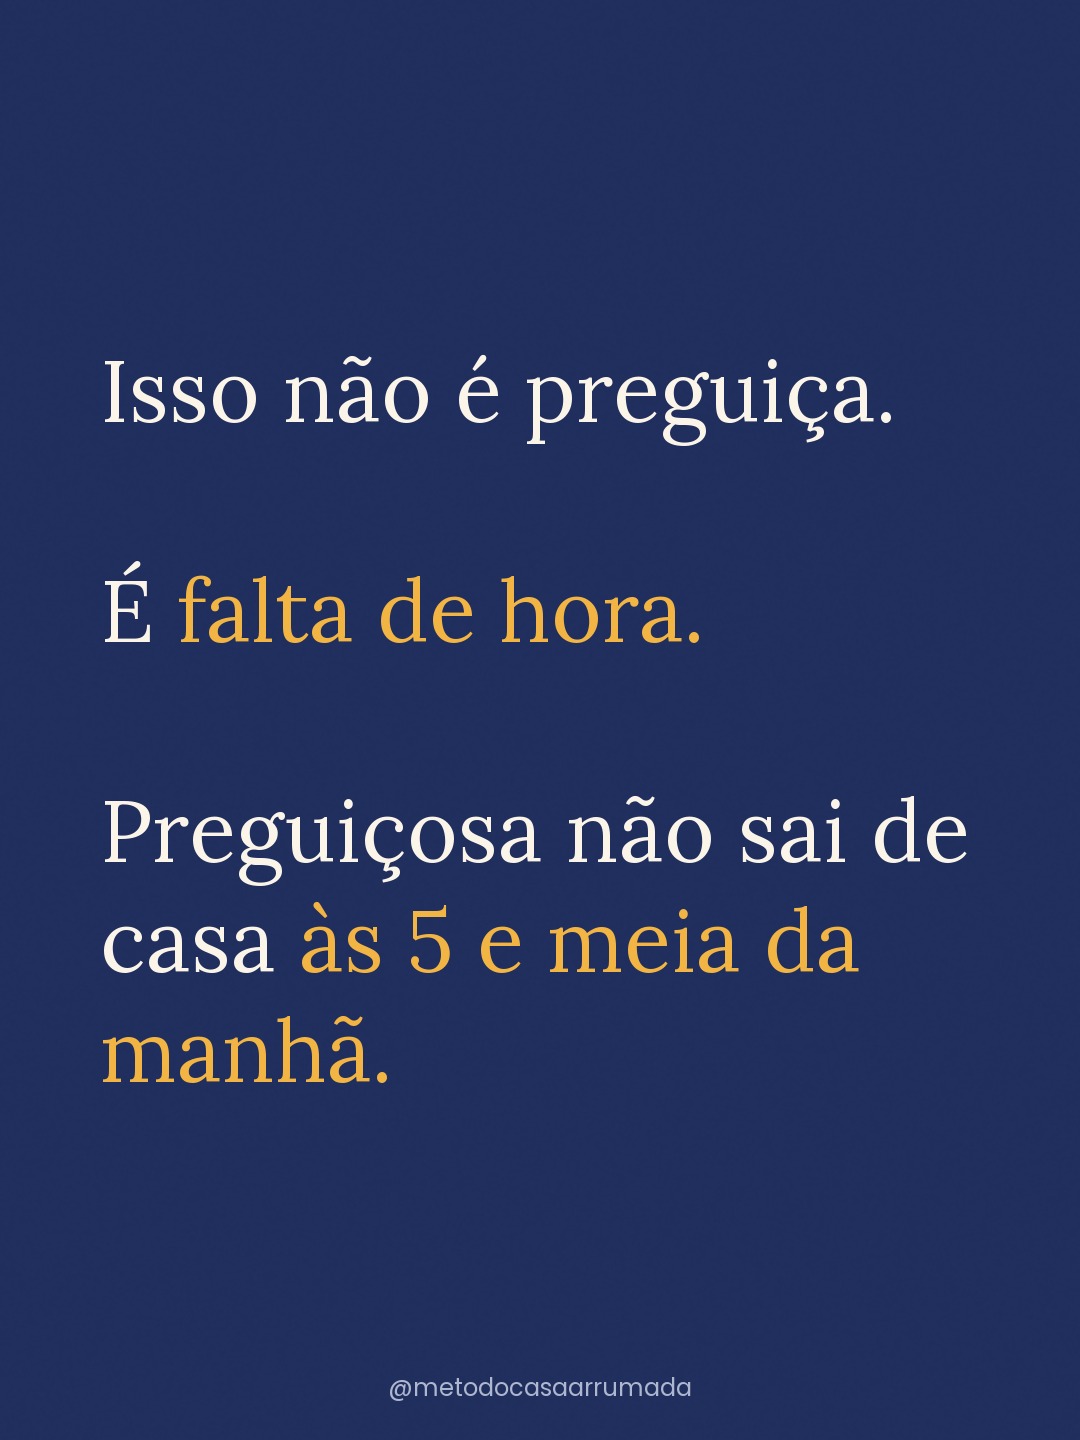 Isso não é preguiça.
É falta de hora.
Preguiçosa não sai de
casa às 5 e meia da
manhã.
@metodocasaarrumada